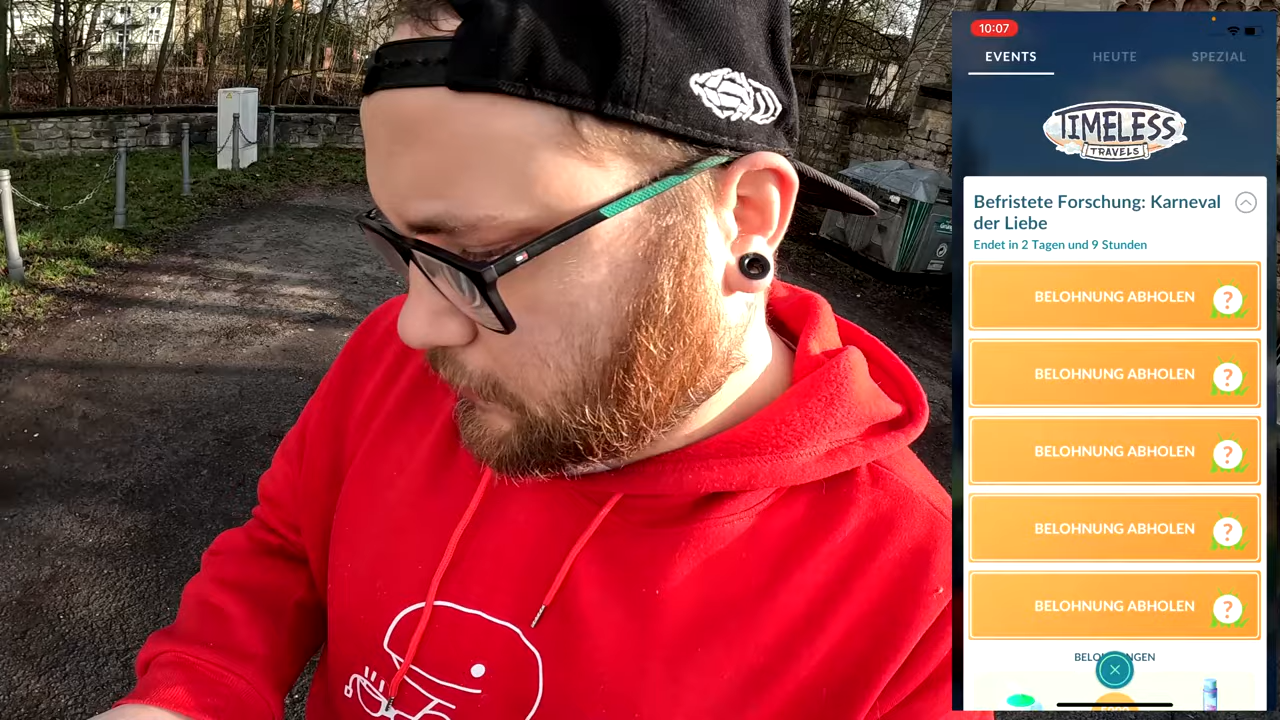 10:07
EVENTS
HEUTE
SPEZIAL
TIMELESS
TRAVELS
Befristete Forschung: Karneval
der Liebe
Endet in 2 Tagen und 9 Stunden
BELOHNUNG ABHOLEN ?
BELOHNUNG ABHOLEN ?
BELOHNUNG ABHOLEN ?
BELOHNUNG ABHOLEN ?
BELOHNUNG ABHOLEN ?